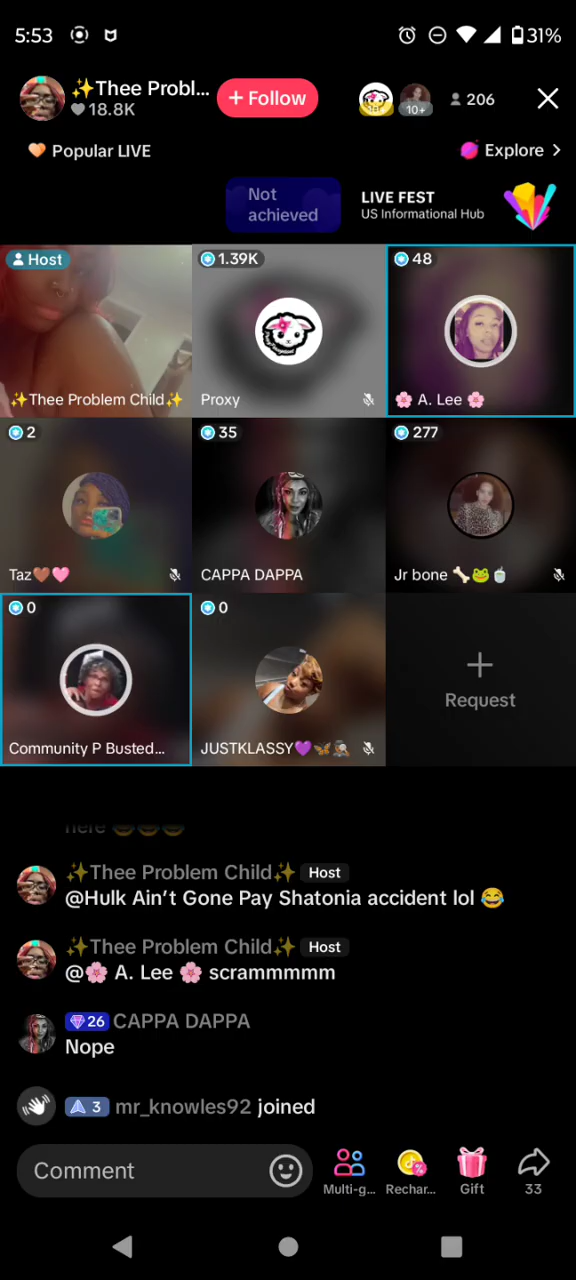 5:53
31%
✨Thee Probl...
18.8K
+ Follow
10+
206
Popular LIVE
Explore >
Not
achieved
LIVE FEST
US Informational Hub
Host
✨Thee Problem Child✨
1.39K
Proxy
48
🌸 A. Lee 🌸
2
Taz🤎🩷
35
CAPPA DAPPA
277
Jr bone 🦴🐸🍵
0
Community P Busted...
0
JUSTKLASSY💜🦋🕵🏽
Request
here 😂😂😂
✨Thee Problem Child✨ Host
@Hulk Ain't Gone Pay Shatonia accident lol 😂
✨Thee Problem Child✨ Host
@🌸 A. Lee 🌸 scrammmmm
26 CAPPA DAPPA
Nope
3 mr_knowles92 joined
Comment
Multi-g...
Rechar...
Gift
33